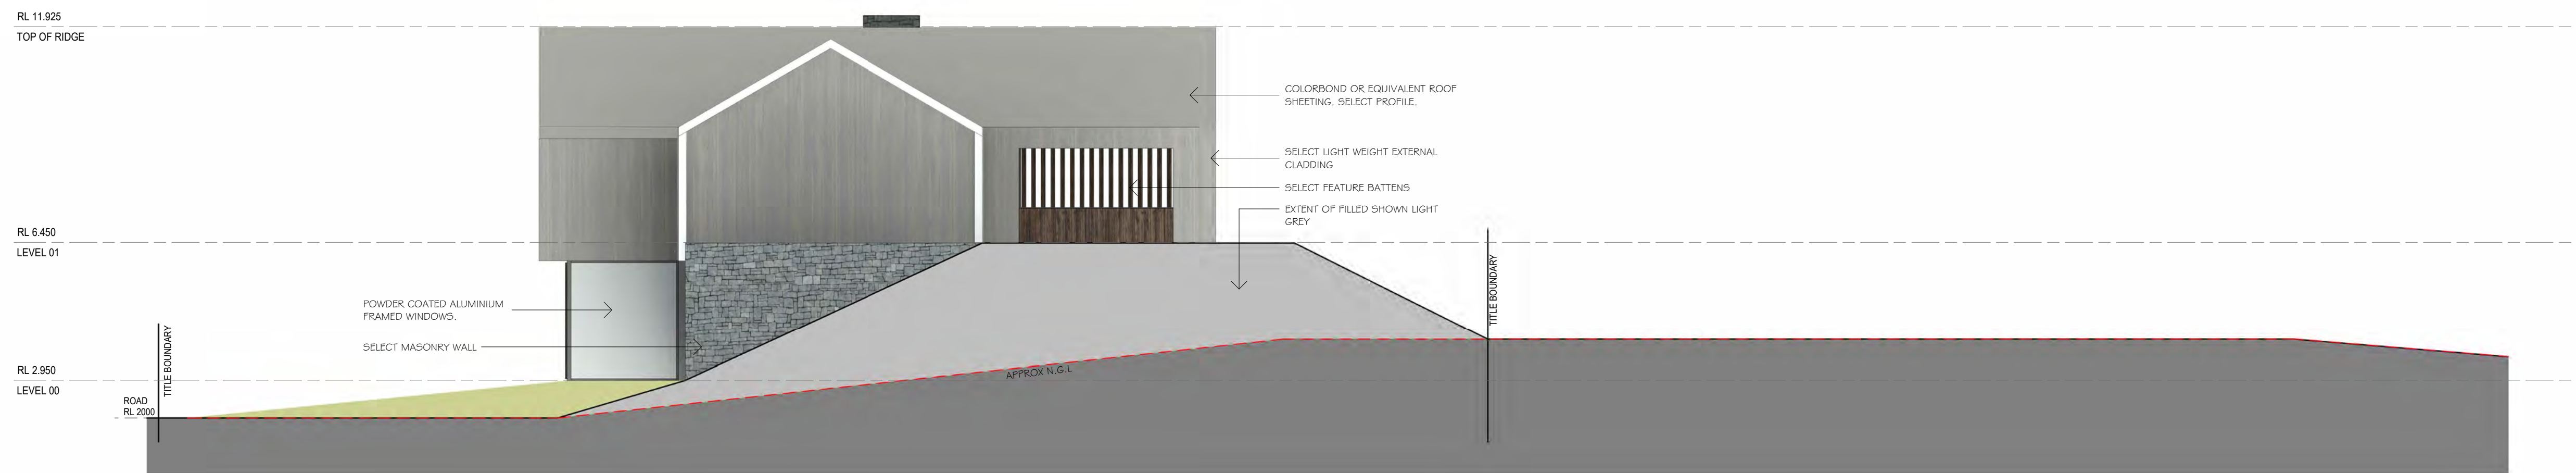 RL 11.925
TOP OF RIDGE
COLORBOND OR EQUIVALENT ROOF
SHEETING. SELECT PROFILE.
SELECT LIGHT WEIGHT EXTERNAL
CLADDING
SELECT FEATURE BATTENS
EXTENT OF FILLED SHOWN LIGHT
GREY
RL 6.450
LEVEL 01
TITLE BOUNDARY
POWDER COATED ALUMINIUM
FRAMED WINDOWS.
SELECT MASONRY WALL
TITLE BOUNDARY
RL 2.950
LEVEL 00
APPROX N.G.L
ROAD
RL 2000